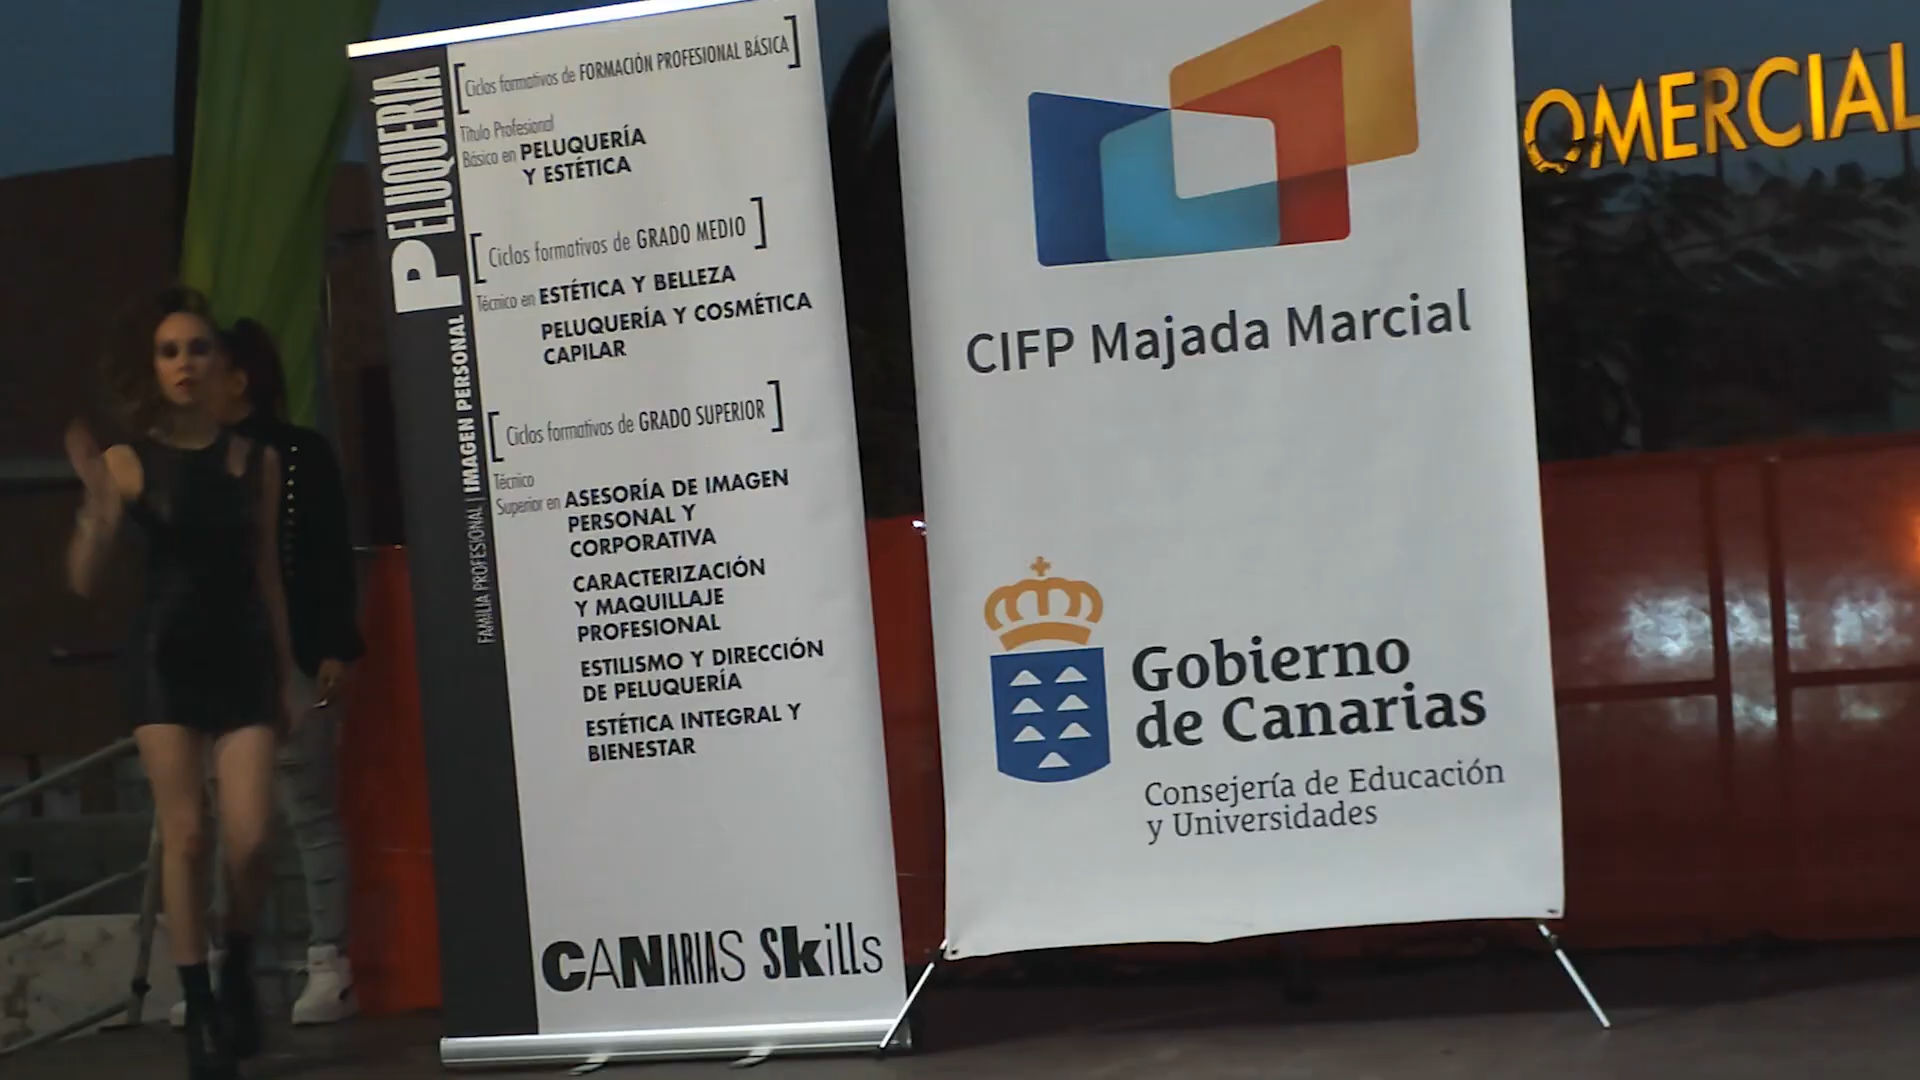 PELUQUERÍA
FAMILIA PROFESIONAL | IMAGEN PERSONAL
[Ciclos formativos de FORMACIÓN PROFESIONAL BÁSICA]
Título Profesional
Básico en PELUQUERÍA
Y ESTÉTICA
[Ciclos formativos de GRADO MEDIO]
Técnico en ESTÉTICA Y BELLEZA
PELUQUERÍA Y COSMÉTICA
CAPILAR
[Ciclos formativos de GRADO SUPERIOR]
Técnico
Superior en ASESORÍA DE IMAGEN
PERSONAL Y
CORPORATIVA
CARACTERIZACIÓN
Y MAQUILLAJE
PROFESIONAL
ESTILISMO Y DIRECCIÓN
DE PELUQUERÍA
ESTÉTICA INTEGRAL Y
BIENESTAR
CANARIAS Skills
CIFP Majada Marcial
Gobierno
de Canarias
Consejería de Educación
y Universidades
OMERCIAL